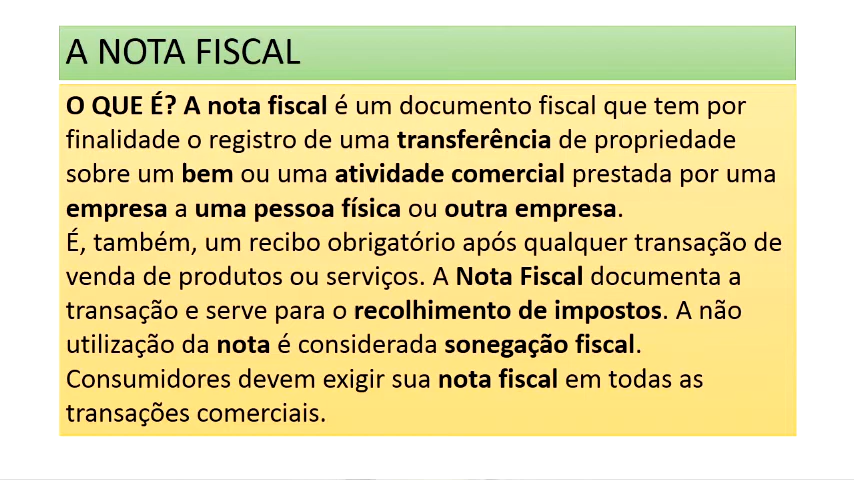 A NOTA FISCAL
O QUE É? A nota fiscal é um documento fiscal que tem por
finalidade o registro de uma transferência de propriedade
sobre um bem ou uma atividade comercial prestada por uma
empresa a uma pessoa física ou outra empresa.
É, também, um recibo obrigatório após qualquer transação de
venda de produtos ou serviços. A Nota Fiscal documenta a
transação e serve para o recolhimento de impostos. A não
utilização da nota é considerada sonegação fiscal.
Consumidores devem exigir sua nota fiscal em todas as
transações comerciais.